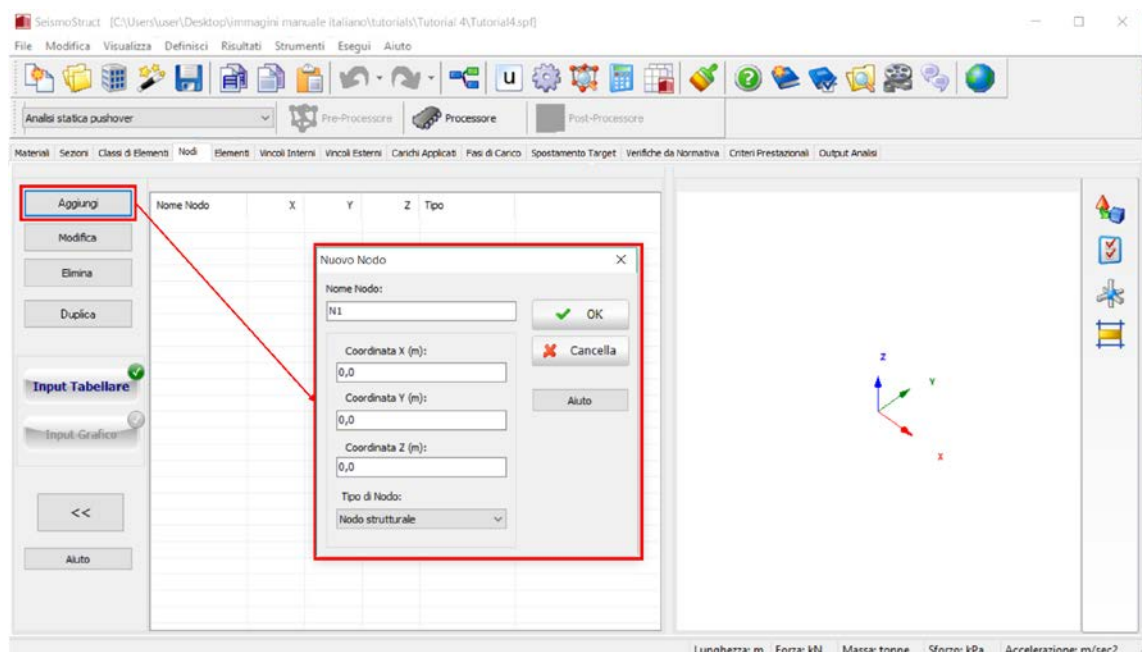 SeismoStruct [C:\Users\user\Desktop\immagini manuale italiano\tutorials\Tutorial 4\Tutorial4.spf]
File Modifica Visualizza Definisci Risultati Strumenti Esegui Aiuto
u
Analisi statica pushover Pre-Processore Processore Post-Processore
Materiali Sezioni Classi di Elementi Nodi Elementi Vincoli Interni Vincoli Esterni Carichi Applicati Fasi di Carico Spostamento Target Verifiche da Normativa Criteri Prestazionali Output Analisi
Aggiungi
Modifica
Elimina
Duplica
Input Tabellare
Input Grafico
<<
Aiuto
Nome Nodo X Y Z Tipo
Nuovo Nodo
Nome Nodo:
N1
OK
Coordinata X (m):
Cancella
0,0
Coordinata Y (m):
Aiuto
0,0
Coordinata Z (m):
0,0
Tipo di Nodo:
Nodo strutturale
Z
Y
X
Lunghezza: m Forza: kN Massa: tonne Sforzo: kPa Accelerazione: m/sec2